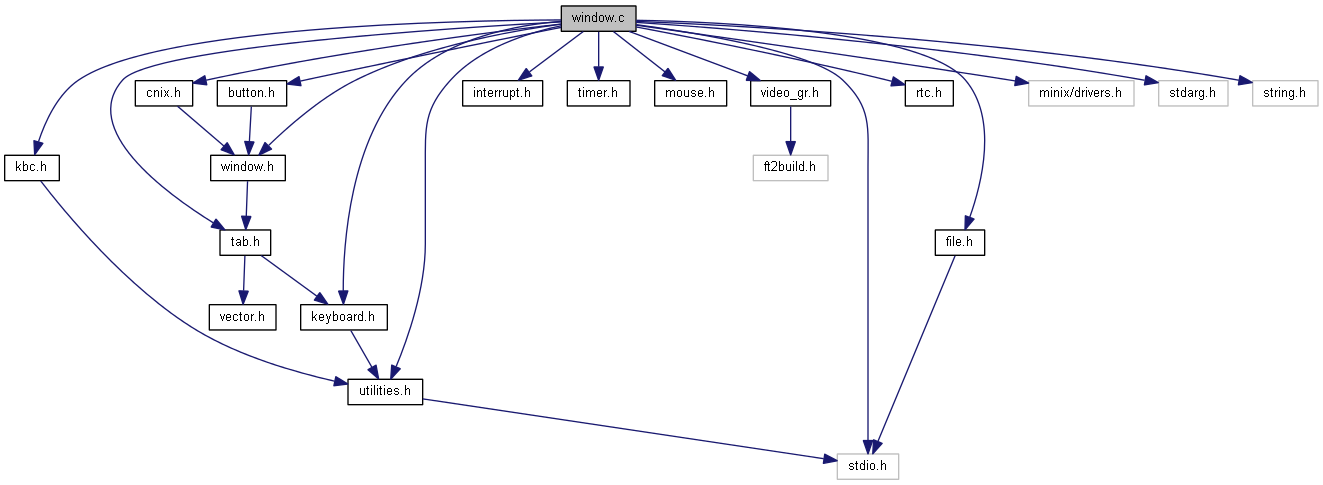 window.c
cnix.h
button.h
interrupt.h
timer.h
mouse.h
video_gr.h
rtc.h
minix/drivers.h
stdarg.h
string.h
kbc.h
window.h
ft2build.h
tab.h
file.h
vector.h
keyboard.h
utilities.h
stdio.h